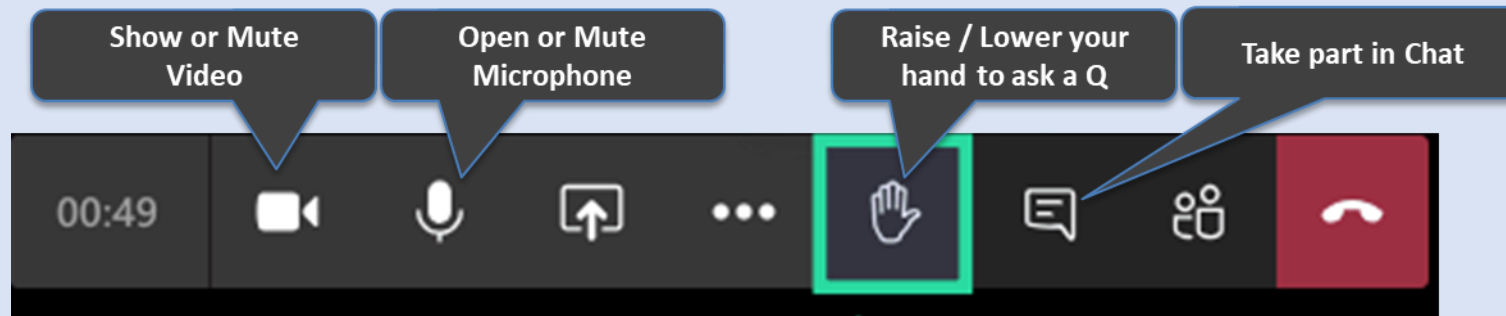 Show or Mute
Video
Open or Mute
Microphone
Raise / Lower your
hand to ask a Q
Take part in Chat
00:49